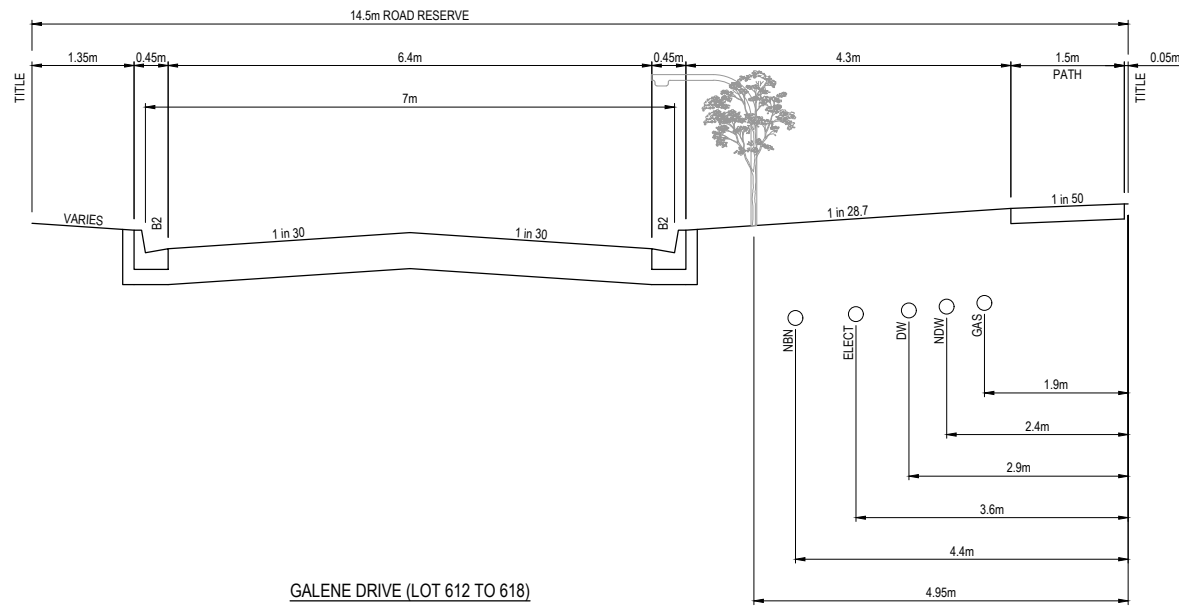 14.5m ROAD RESERVE
1.35m 0.45m 6.4m 0.45m 4.3m 1.5m 0.05m
PATH
TITLE
TITLE
7m
VARIES
B2
1 in 30
1 in 30
B2
1 in 28.7
1 in 50
NBN
ELECT
DW
NDW
GAS
1.9m
2.4m
2.9m
3.6m
4.4m
4.95m
GALENE DRIVE (LOT 612 TO 618)